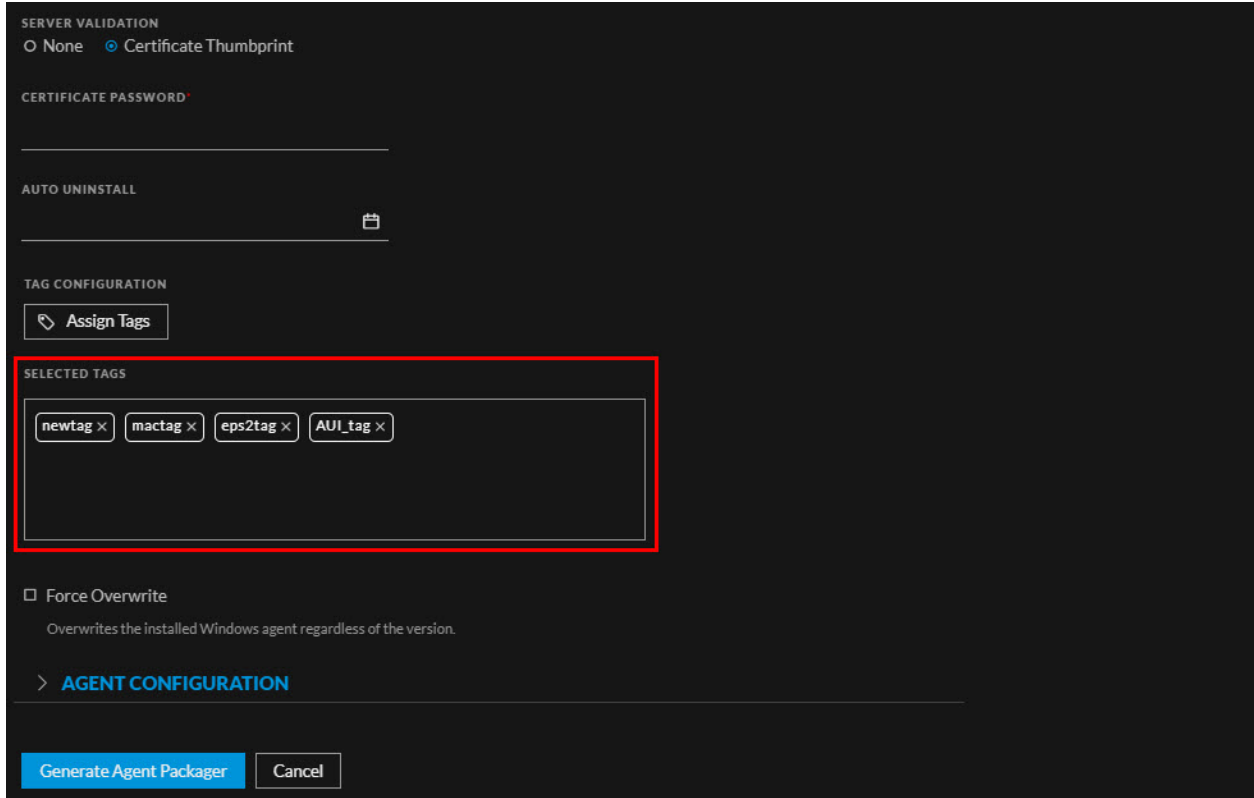 SERVER VALIDATION
None Certificate Thumbprint
CERTIFICATE PASSWORD*
AUTO UNINSTALL
TAG CONFIGURATION
Assign Tags
SELECTED TAGS
newtag × mactag × eps2tag × AUI_tag ×
Force Overwrite
Overwrites the installed Windows agent regardless of the version.
AGENT CONFIGURATION
Generate Agent Packager Cancel